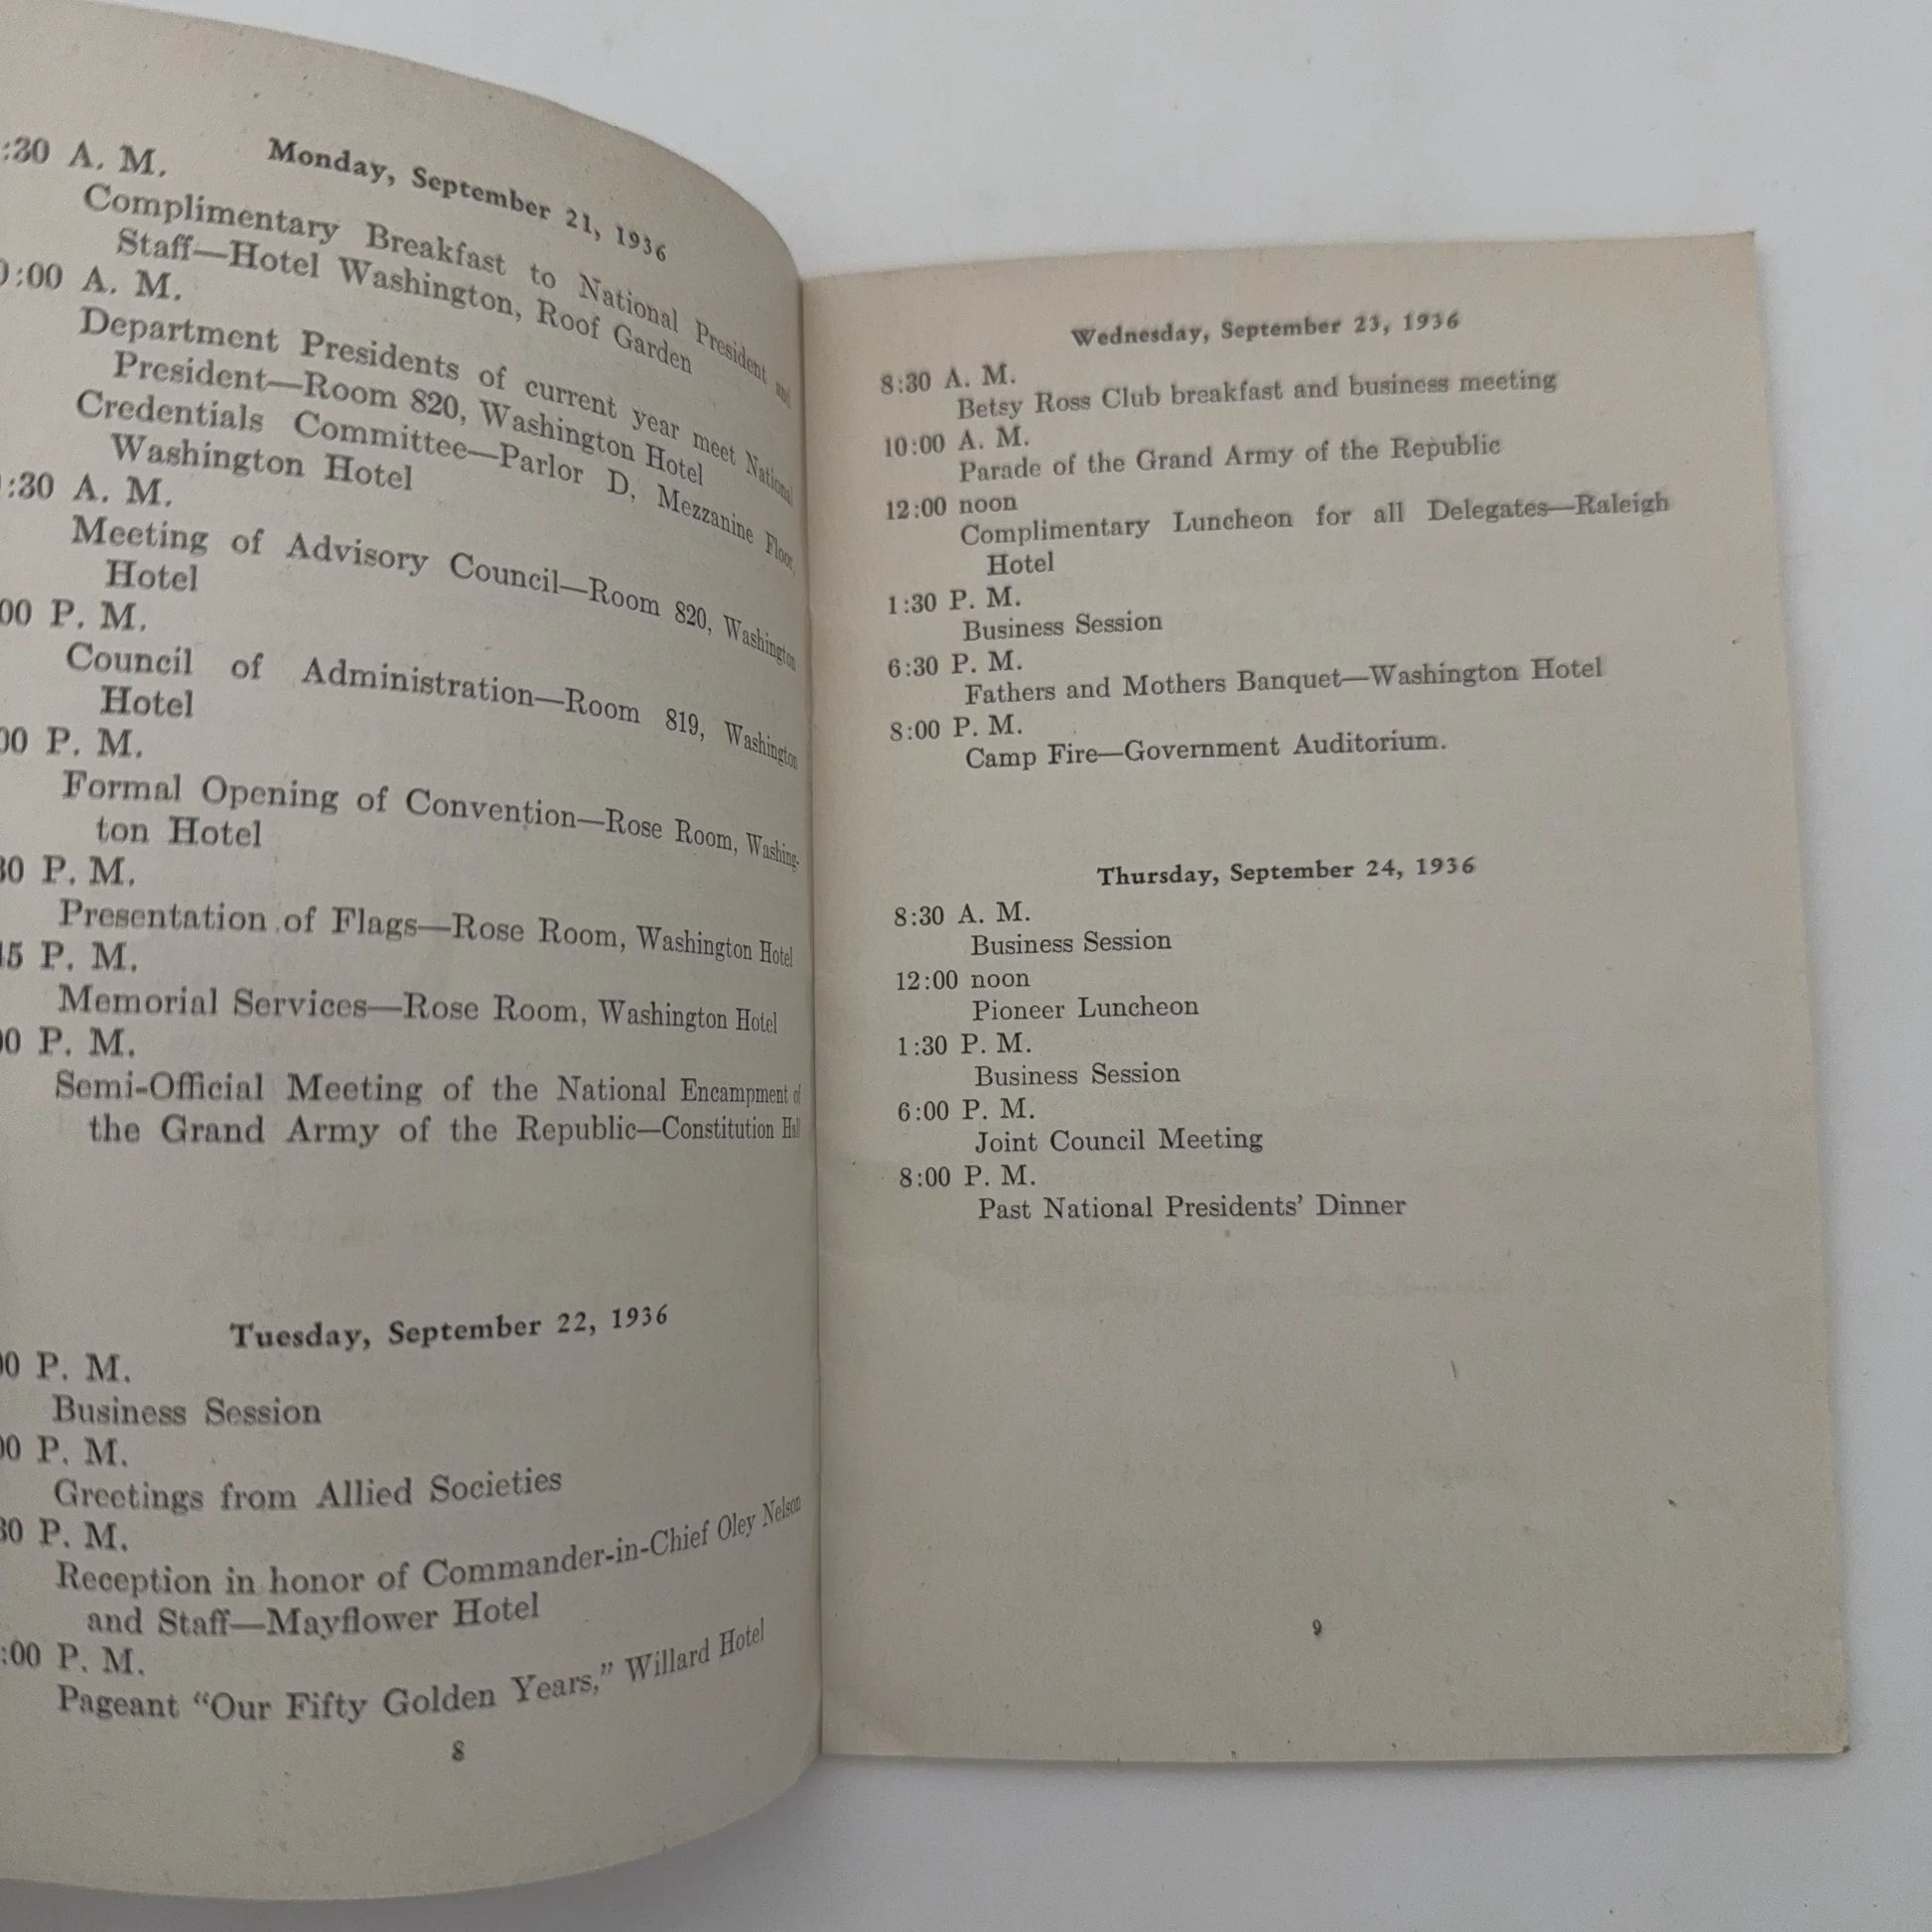 Monday, September 21, 1936
:30 A. M.
Complimentary Breakfast to National President and
Staff—Hotel Washington, Roof Garden
:00 A. M.
Department Presidents of current year meet National
President—Room 820, Washington Hotel
Credentials Committee—Parlor D, Mezzanine Floor,
Washington Hotel
:30 A. M.
Meeting of Advisory Council—Room 820, Washington
Hotel
00 P. M.
Council of Administration—Room 819, Washington
Hotel
00 P. M.
Formal Opening of Convention—Rose Room, Washing-
ton Hotel
30 P. M.
Presentation of Flags—Rose Room, Washington Hotel
45 P. M.
Memorial Services—Rose Room, Washington Hotel
00 P. M.
Semi-Official Meeting of the National Encampment of
the Grand Army of the Republic—Constitution Hall
Tuesday, September 22, 1936
00 P. M.
Business Session
00 P. M.
Greetings from Allied Societies
30 P. M.
Reception in honor of Commander-in-Chief Oley Nelson
and Staff—Mayflower Hotel
:00 P. M.
Pageant “Our Fifty Golden Years,” Willard Hotel
8
Wednesday, September 23, 1936
8:30 A. M.
Betsy Ross Club breakfast and business meeting
10:00 A. M.
Parade of the Grand Army of the Republic
12:00 noon
Complimentary Luncheon for all Delegates—Raleigh
Hotel
1:30 P. M.
Business Session
6:30 P. M.
Fathers and Mothers Banquet—Washington Hotel
8:00 P. M.
Camp Fire—Government Auditorium.
Thursday, September 24, 1936
8:30 A. M.
Business Session
12:00 noon
Pioneer Luncheon
1:30 P. M.
Business Session
6:00 P. M.
Joint Council Meeting
8:00 P. M.
Past National Presidents’ Dinner
9